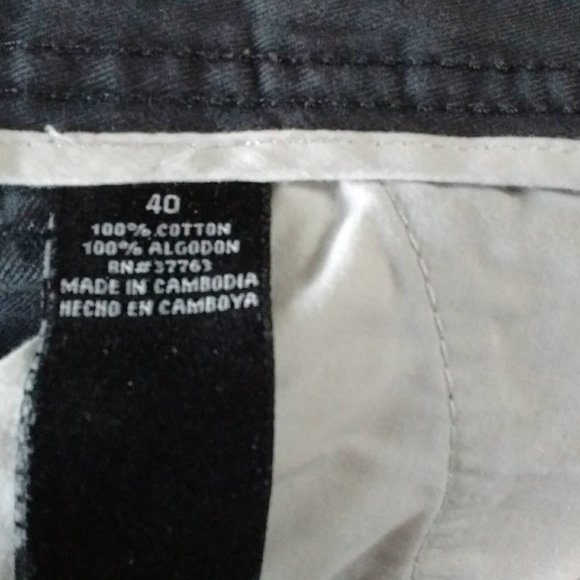 40
100% COTTON
100% ALGODON
RN#37763
MADE IN CAMBODIA
HECHO EN CAMBOYA